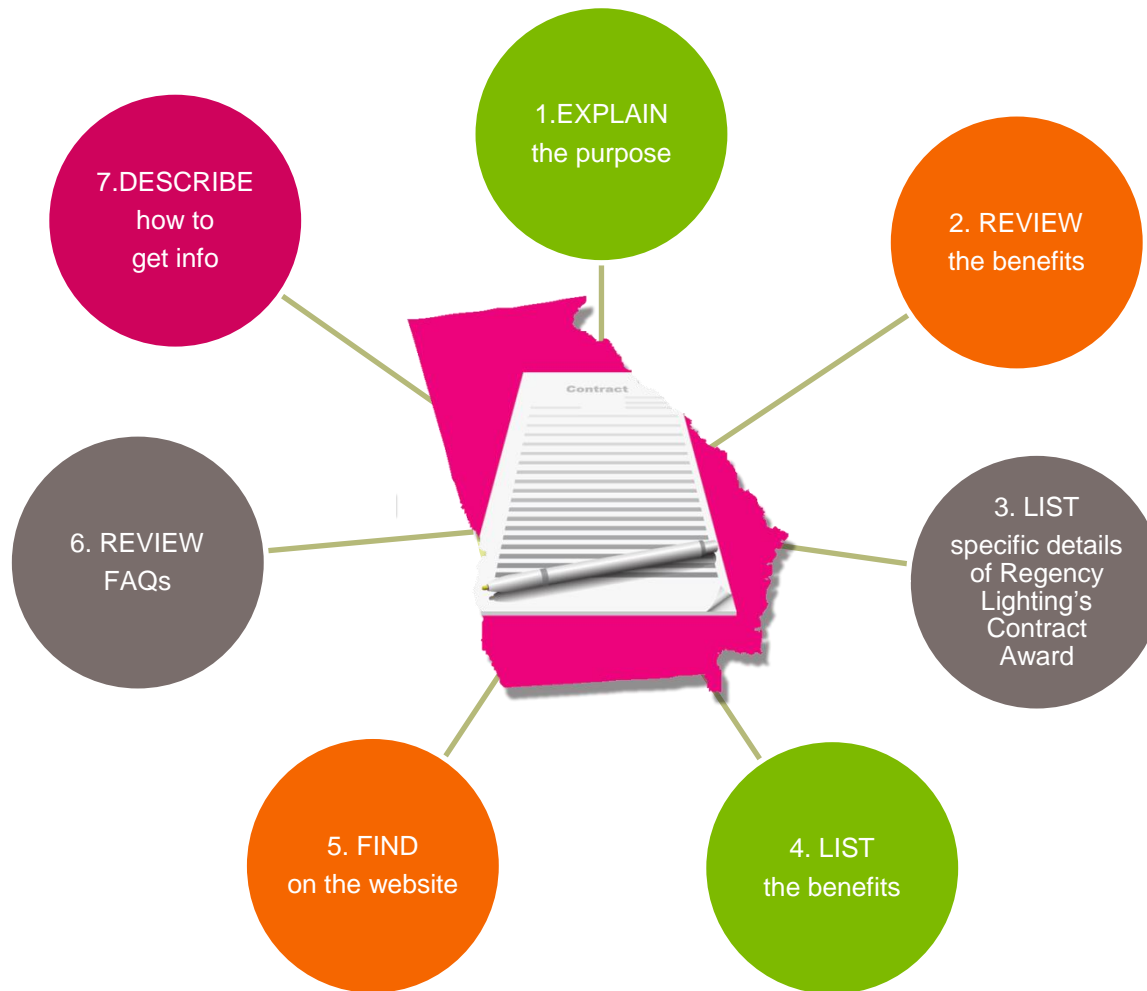 1.EXPLAIN
the purpose
2. REVIEW
the benefits
3. LIST
specific details
of Regency
Lighting’s
Contract
Award
4. LIST
the benefits
5. FIND
on the website
6. REVIEW
FAQs
7.DESCRIBE
how to
get info
Contract